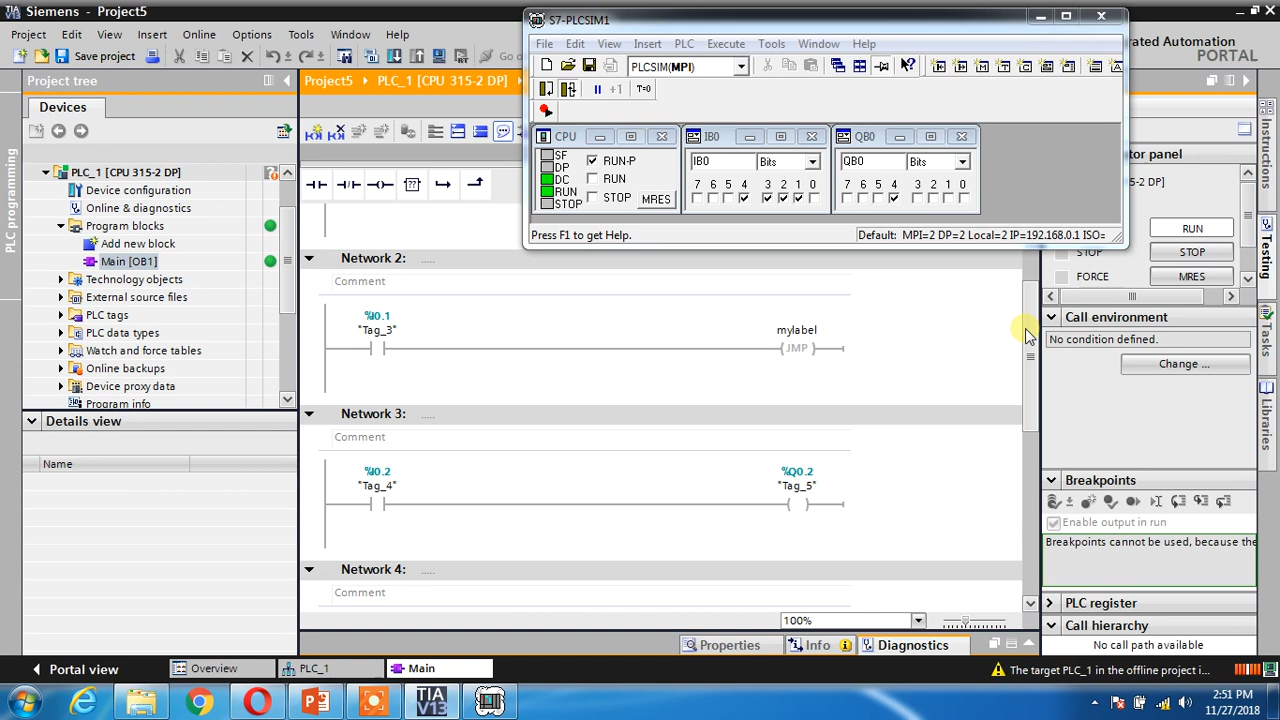 Siemens - Project5
TIA
V13
Project Edit View Insert Online Options Tools Window Help
Save project
Go o
rated Automation
PORTAL
S7-PLCSIM1
File Edit View Insert PLC Execute Tools Window Help
PLCSIM(MPI)
+1 T=0
CPU
SF
DP
DC
RUN
STOP
RUN-P
RUN
STOP
MRES
IB0
IB0 Bits
7 6 5 4 3 2 1 0
QB0
QB0 Bits
7 6 5 4 3 2 1 0
Press F1 to get Help.
Default: MPI=2 DP=2 Local=2 IP=192.168.0.1 ISO=
Project tree
Devices
PLC programming
PLC_1 [CPU 315-2 DP]
Device configuration
Online & diagnostics
Program blocks
Add new block
Main [OB1]
Technology objects
External source files
PLC tags
PLC data types
Watch and force tables
Online backups
Device proxy data
Program info
Details view
Name
Project5 PLC_1 [CPU 315-2 DP]
??
Network 2: .....
Comment
%I0.1
"Tag_3"
mylabel
JMP
Network 3: .....
Comment
%I0.2
"Tag_4"
%Q0.2
"Tag_5"
Network 4: .....
Comment
100%
Properties Info Diagnostics
tor panel
-2 DP]
RUN
STOP STOP
FORCE MRES
Call environment
No condition defined.
Change ...
Breakpoints
Enable output in run
Breakpoints cannot be used, because the
PLC register
Call hierarchy
No call path available
Instructions
Testing
Tasks
Libraries
Portal view
Overview
PLC_1
Main
The target PLC_1 in the offline project i...
TIA
V13
2:51 PM
11/27/2018